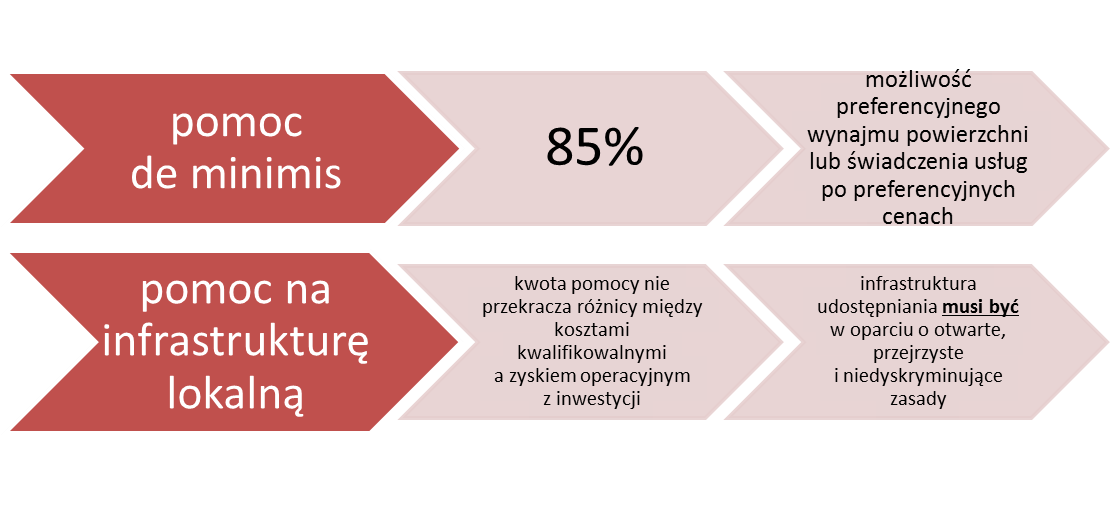 pomoc
de minimis
85%
możliwość
preferencyjnego
wynajmu powierzchni
lub świadczenia usług
po preferencyjnych
cenach
pomoc na
infrastrukturę
lokalną
kwota pomocy nie
przekracza różnicy między
kosztami
kwalifikowalnymi
a zyskiem operacyjnym
z inwestycji
infrastruktura
udostępniania musi być
w oparciu o otwarte,
przejrzyste
i niedyskryminujące
zasady